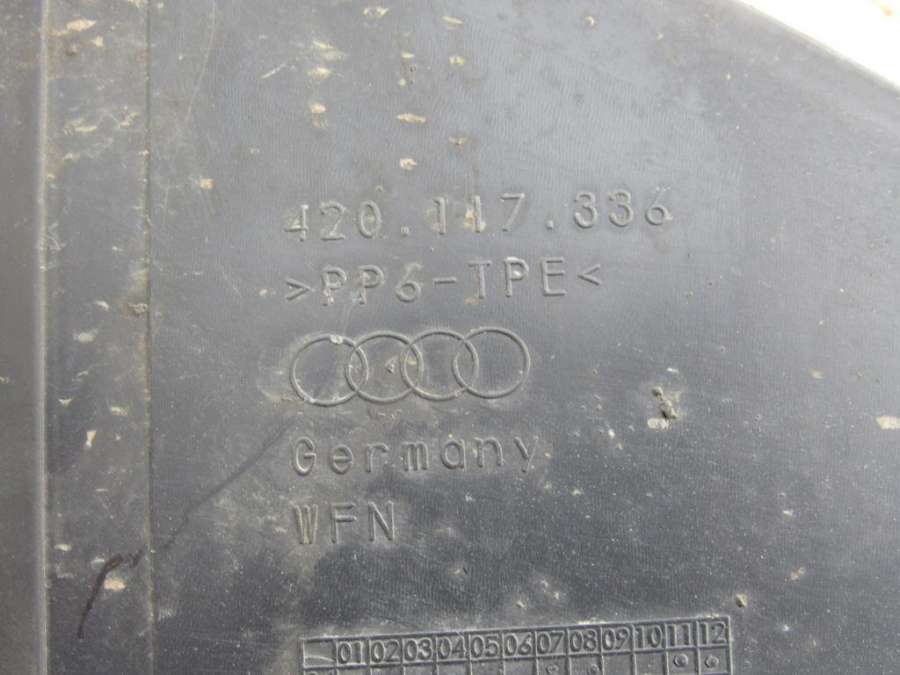 420.117.336
>PP6-TPE<
Germany
WFN
01 02 03 04 05 06 07 08 09 10 11 12